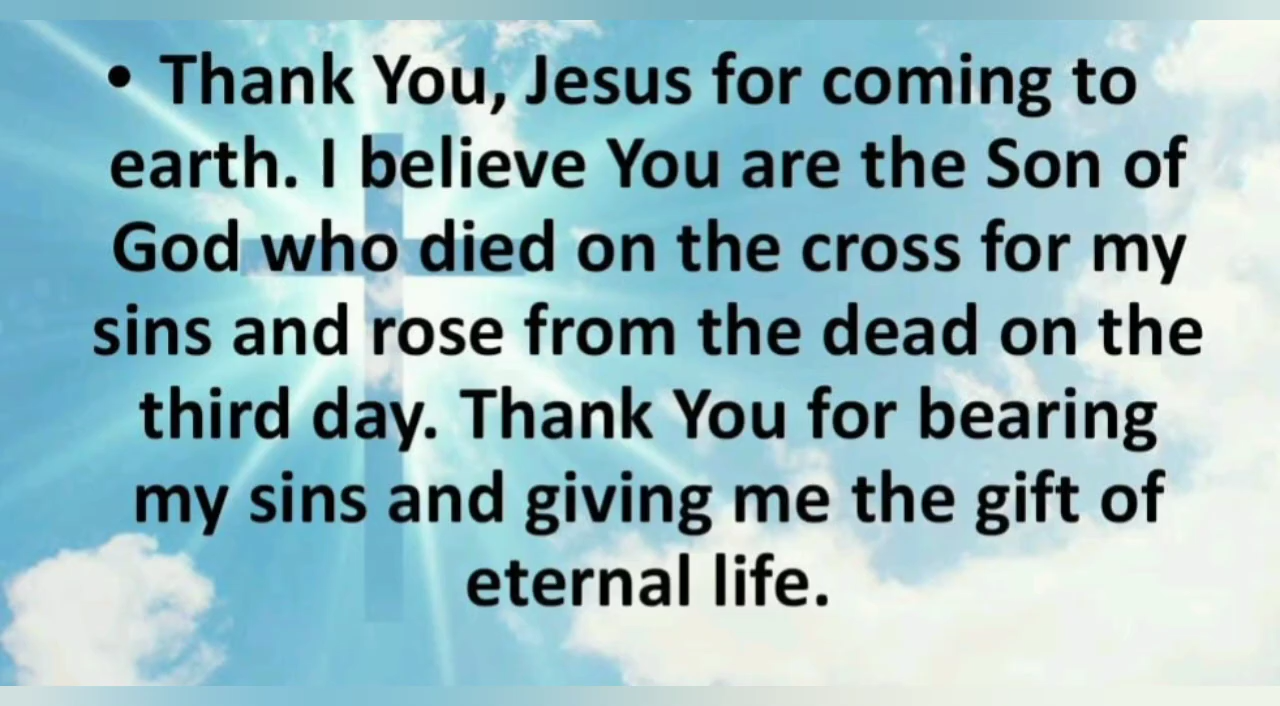 • Thank You, Jesus for coming to
earth. I believe You are the Son of
God who died on the cross for my
sins and rose from the dead on the
third day. Thank You for bearing
my sins and giving me the gift of
eternal life.